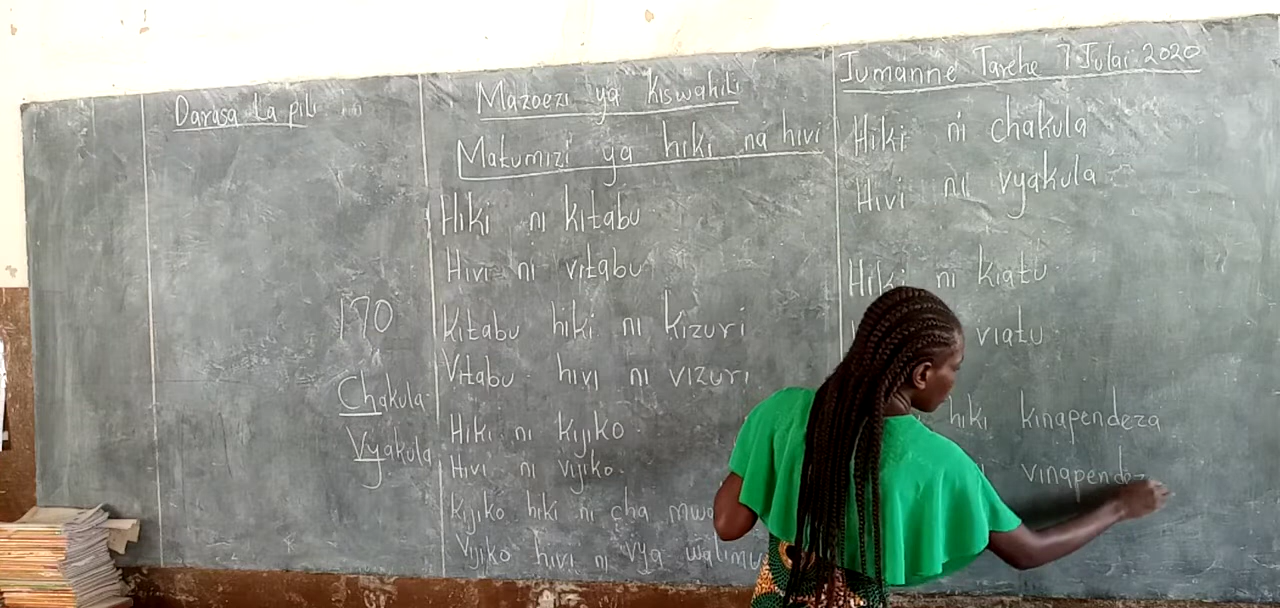 Darasa La pili
170
Chakula
Vyakula
Mazoezi ya Kiswahili
Matumizi ya hiki na hivi
Hiki ni kitabu
Hivi ni vitabu
Kitabu hiki ni kizuri
Vitabu hivi ni vizuri
Hiki ni kijiko
Hivi ni vijiko.
Kijiko hiki ni cha
Vijiko hivi ni vya walimu
Jumanne Tarehe 7 Julai 2020
Hiki ni chakula
Hivi ni vyakula
Hiki ni kiatu
viatu
hiki kinapendeza
vinapendez